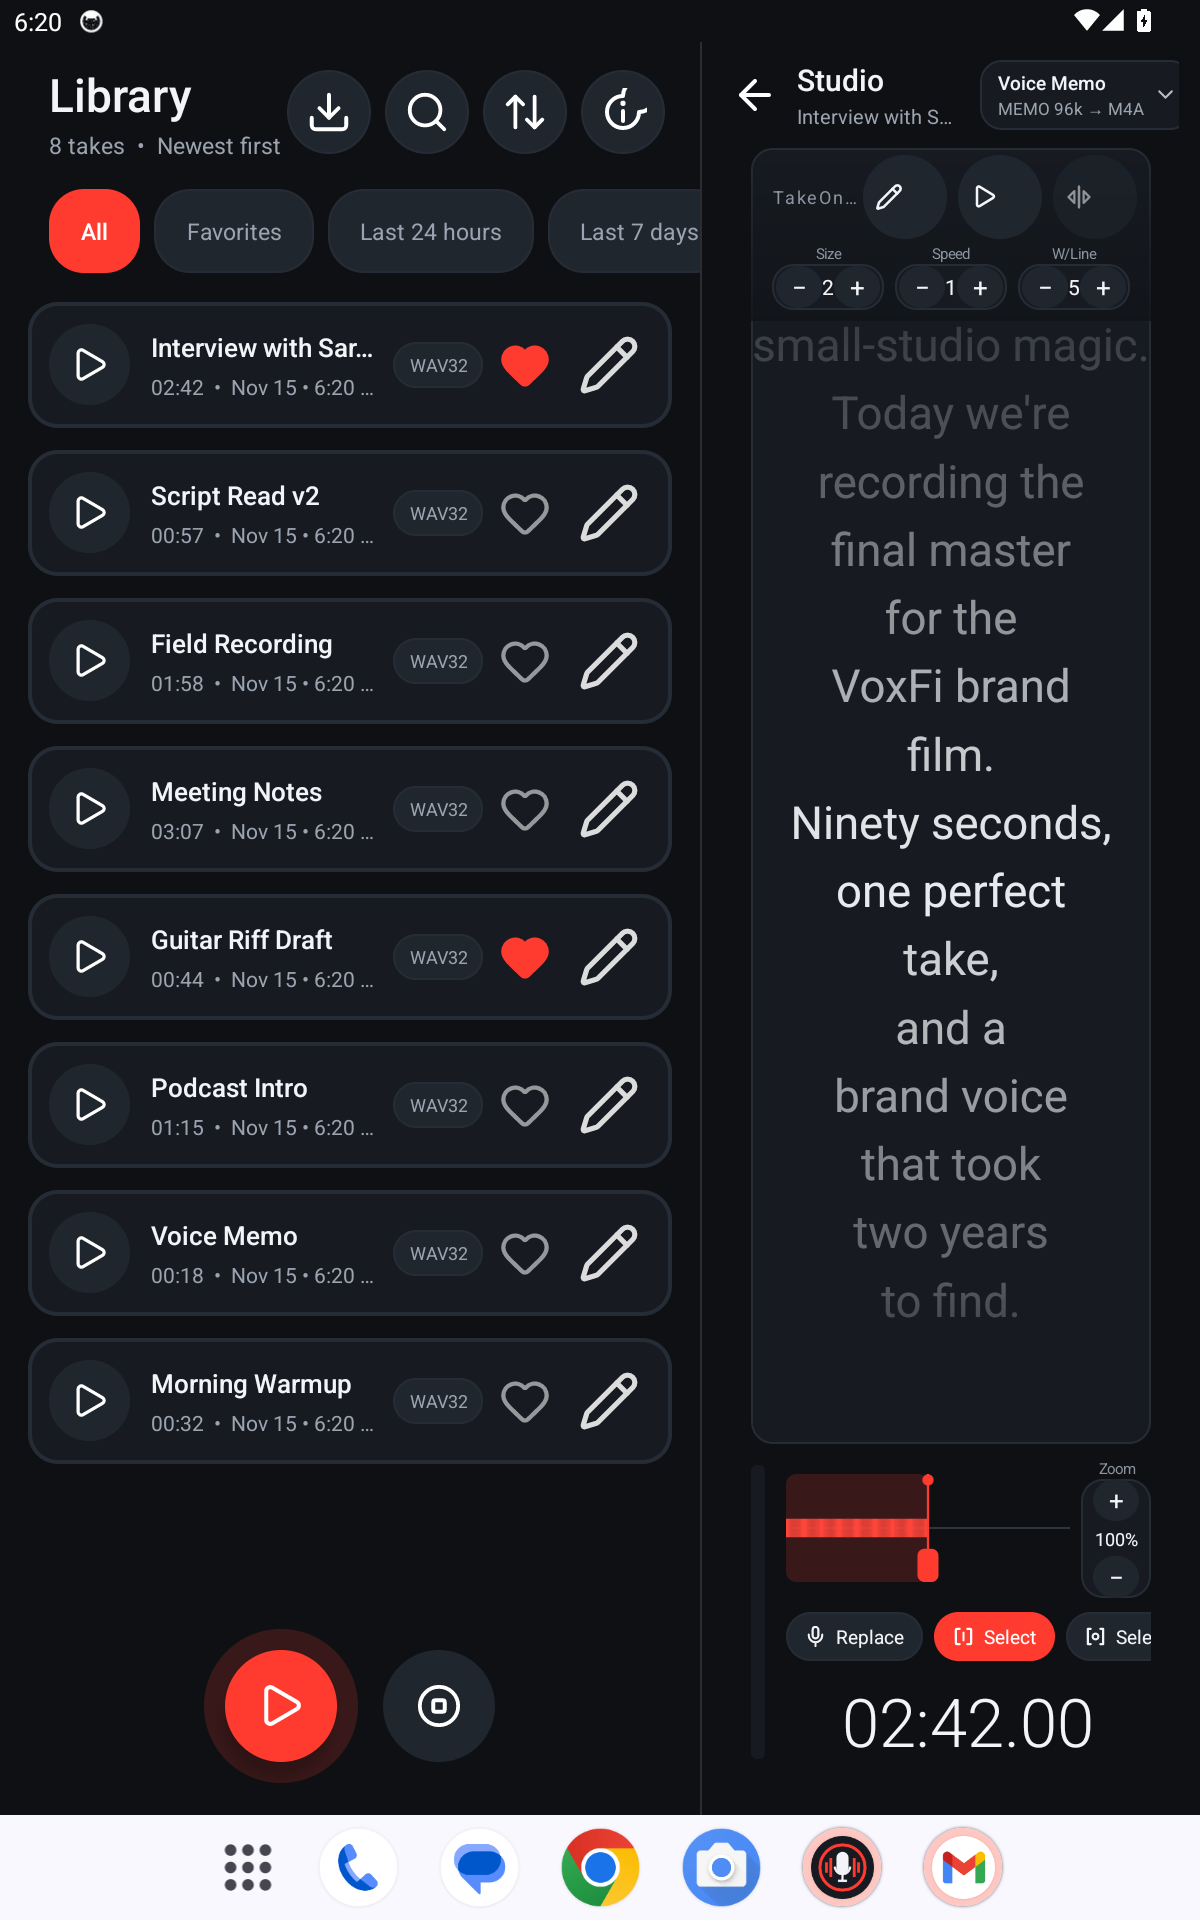 6:20
Library
8 takes • Newest first
All
Favorites
Last 24 hours
Last 7 days
Interview with Sar...
02:42 • Nov 15 • 6:20 ...
WAV32
Script Read v2
00:57 • Nov 15 • 6:20 ...
WAV32
Field Recording
01:58 • Nov 15 • 6:20 ...
WAV32
Meeting Notes
03:07 • Nov 15 • 6:20 ...
WAV32
Guitar Riff Draft
00:44 • Nov 15 • 6:20 ...
WAV32
Podcast Intro
01:15 • Nov 15 • 6:20 ...
WAV32
Voice Memo
00:18 • Nov 15 • 6:20 ...
WAV32
Morning Warmup
00:32 • Nov 15 • 6:20 ...
WAV32
Studio
Interview with S...
Voice Memo
MEMO 96k → M4A
TakeOn...
Size
Speed
W/Line
− 2 +
− 1 +
− 5 +
small-studio magic.
Today we're
recording the
final master
for the
VoxFi brand
film.
Ninety seconds,
one perfect
take,
and a
brand voice
that took
two years
to find.
Zoom
+
100%
−
Replace
Select
Sele
02:42.00